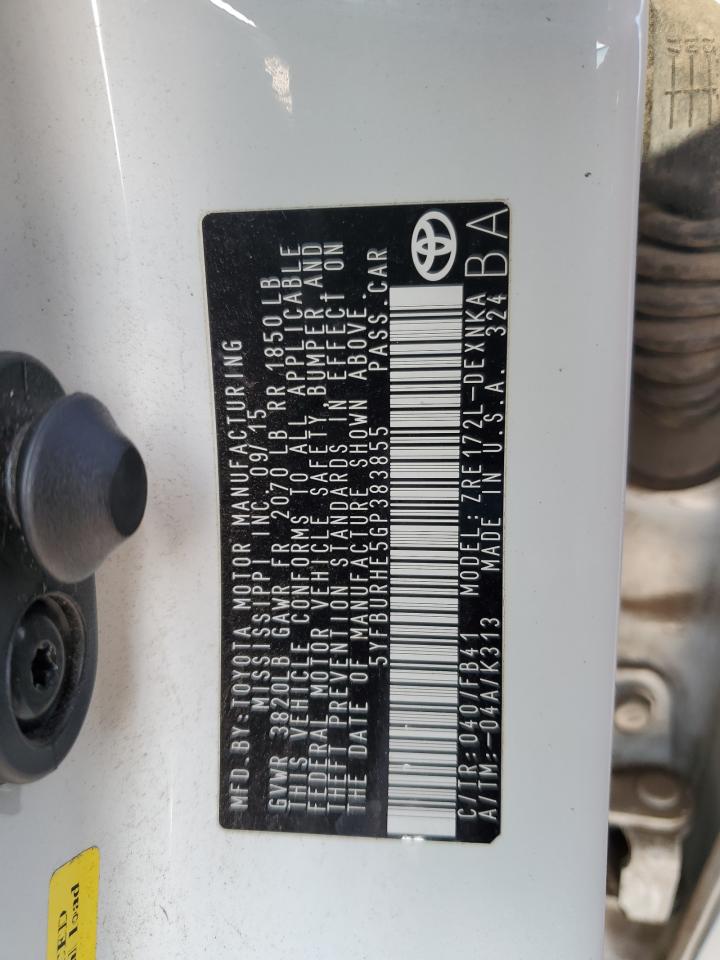 MFD.BY:TOYOTA MOTOR MANUFACTURING
MISSISSIPPI INC.09/15
GVWR 3820LB GAWR FR 2070 LB RR 1850 LB
THIS VEHICLE CONFORMS TO ALL APPLICABLE
FEDERAL MOTOR VEHICLE SAFETY, BUMPER AND
THEFT PREVENTION STANDARDS IN EFFECT ON
THE DATE OF MANUFACTURE SHOWN ABOVE.
5YFBURHE5GP383855 PASS.CAR
C/TR:040/FB41 MODEL:ZRE172L-DEXNKA
A/TM:-04A/K313 MADE IN U.S.A. 324
BA
Load